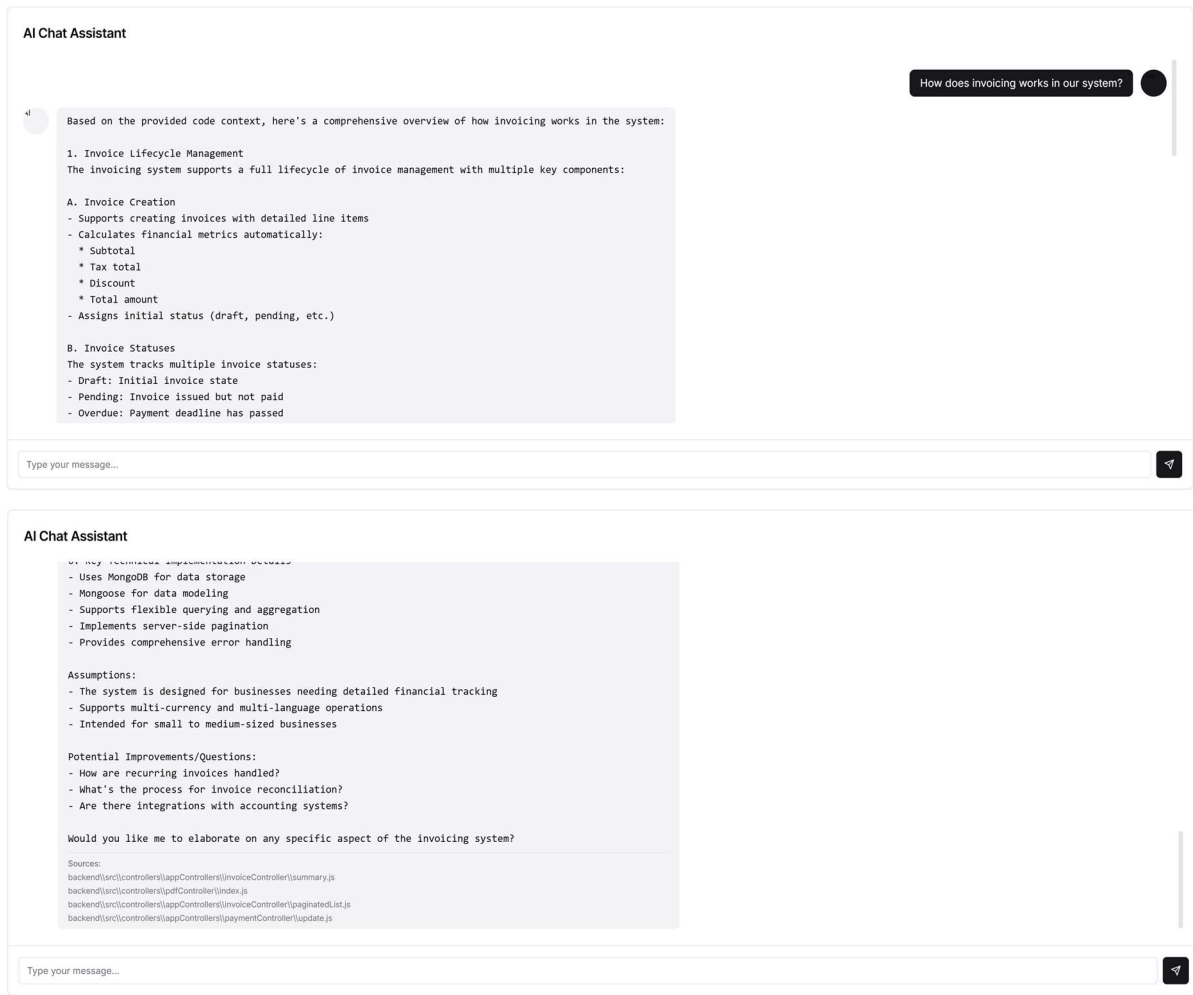 AI Chat Assistant
How does invoicing works in our system?
AI
Based on the provided code context, here's a comprehensive overview of how invoicing works in the system:
1. Invoice Lifecycle Management
The invoicing system supports a full lifecycle of invoice management with multiple key components:
A. Invoice Creation
- Supports creating invoices with detailed line items
- Calculates financial metrics automatically:
* Subtotal
* Tax total
* Discount
* Total amount
- Assigns initial status (draft, pending, etc.)
B. Invoice Statuses
The system tracks multiple invoice statuses:
- Draft: Initial invoice state
- Pending: Invoice issued but not paid
- Overdue: Payment deadline has passed
Type your message...
AI Chat Assistant
Key Technical Implementation Details
- Uses MongoDB for data storage
- Mongoose for data modeling
- Supports flexible querying and aggregation
- Implements server-side pagination
- Provides comprehensive error handling
Assumptions:
- The system is designed for businesses needing detailed financial tracking
- Supports multi-currency and multi-language operations
- Intended for small to medium-sized businesses
Potential Improvements/Questions:
- How are recurring invoices handled?
- What's the process for invoice reconciliation?
- Are there integrations with accounting systems?
Would you like me to elaborate on any specific aspect of the invoicing system?
Sources:
backend\\src\\controllers\\appControllers\\invoiceController\\summary.js
backend\\src\\controllers\\pdfController\\index.js
backend\\src\\controllers\\appControllers\\invoiceController\\paginatedList.js
backend\\src\\controllers\\appControllers\\paymentController\\update.js
Type your message...